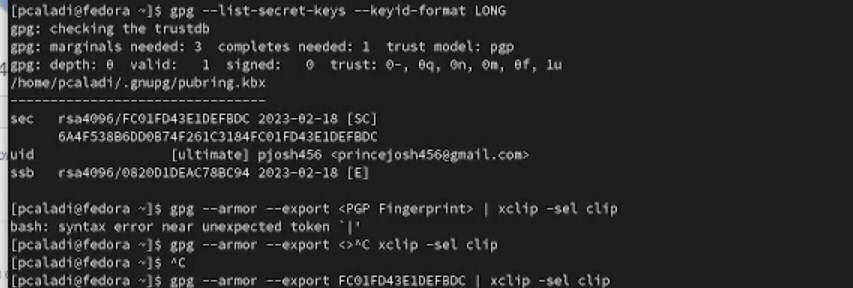 [pcaladi@fedora ~]$ gpg --list-secret-keys --keyid-format LONG
gpg: checking the trustdb
gpg: marginals needed: 3  completes needed: 1  trust model: pgp
gpg: depth: 0  valid:   1  signed:   0  trust: 0-, 0q, 0n, 0m, 0f, 1u
/home/pcaladi/.gnupg/pubring.kbx
--------------------------------
sec   rsa4096/FC01FD43E1DEFBDC 2023-02-18 [SC]
      6A4F538B6DD0B74F261C3184FC01FD43E1DEFBDC
uid                 [ultimate] pjosh456 <princejosh456@gmail.com>
ssb   rsa4096/0820D1DEAC78BC94 2023-02-18 [E]
[pcaladi@fedora ~]$ gpg --armor --export <PGP Fingerprint> | xclip -sel clip
bash: syntax error near unexpected token `|'
[pcaladi@fedora ~]$ gpg --armor --export <>^C xclip -sel clip
[pcaladi@fedora ~]$ ^C
[pcaladi@fedora ~]$ gpg --armor --export FC01FD43E1DEFBDC | xclip -sel clip